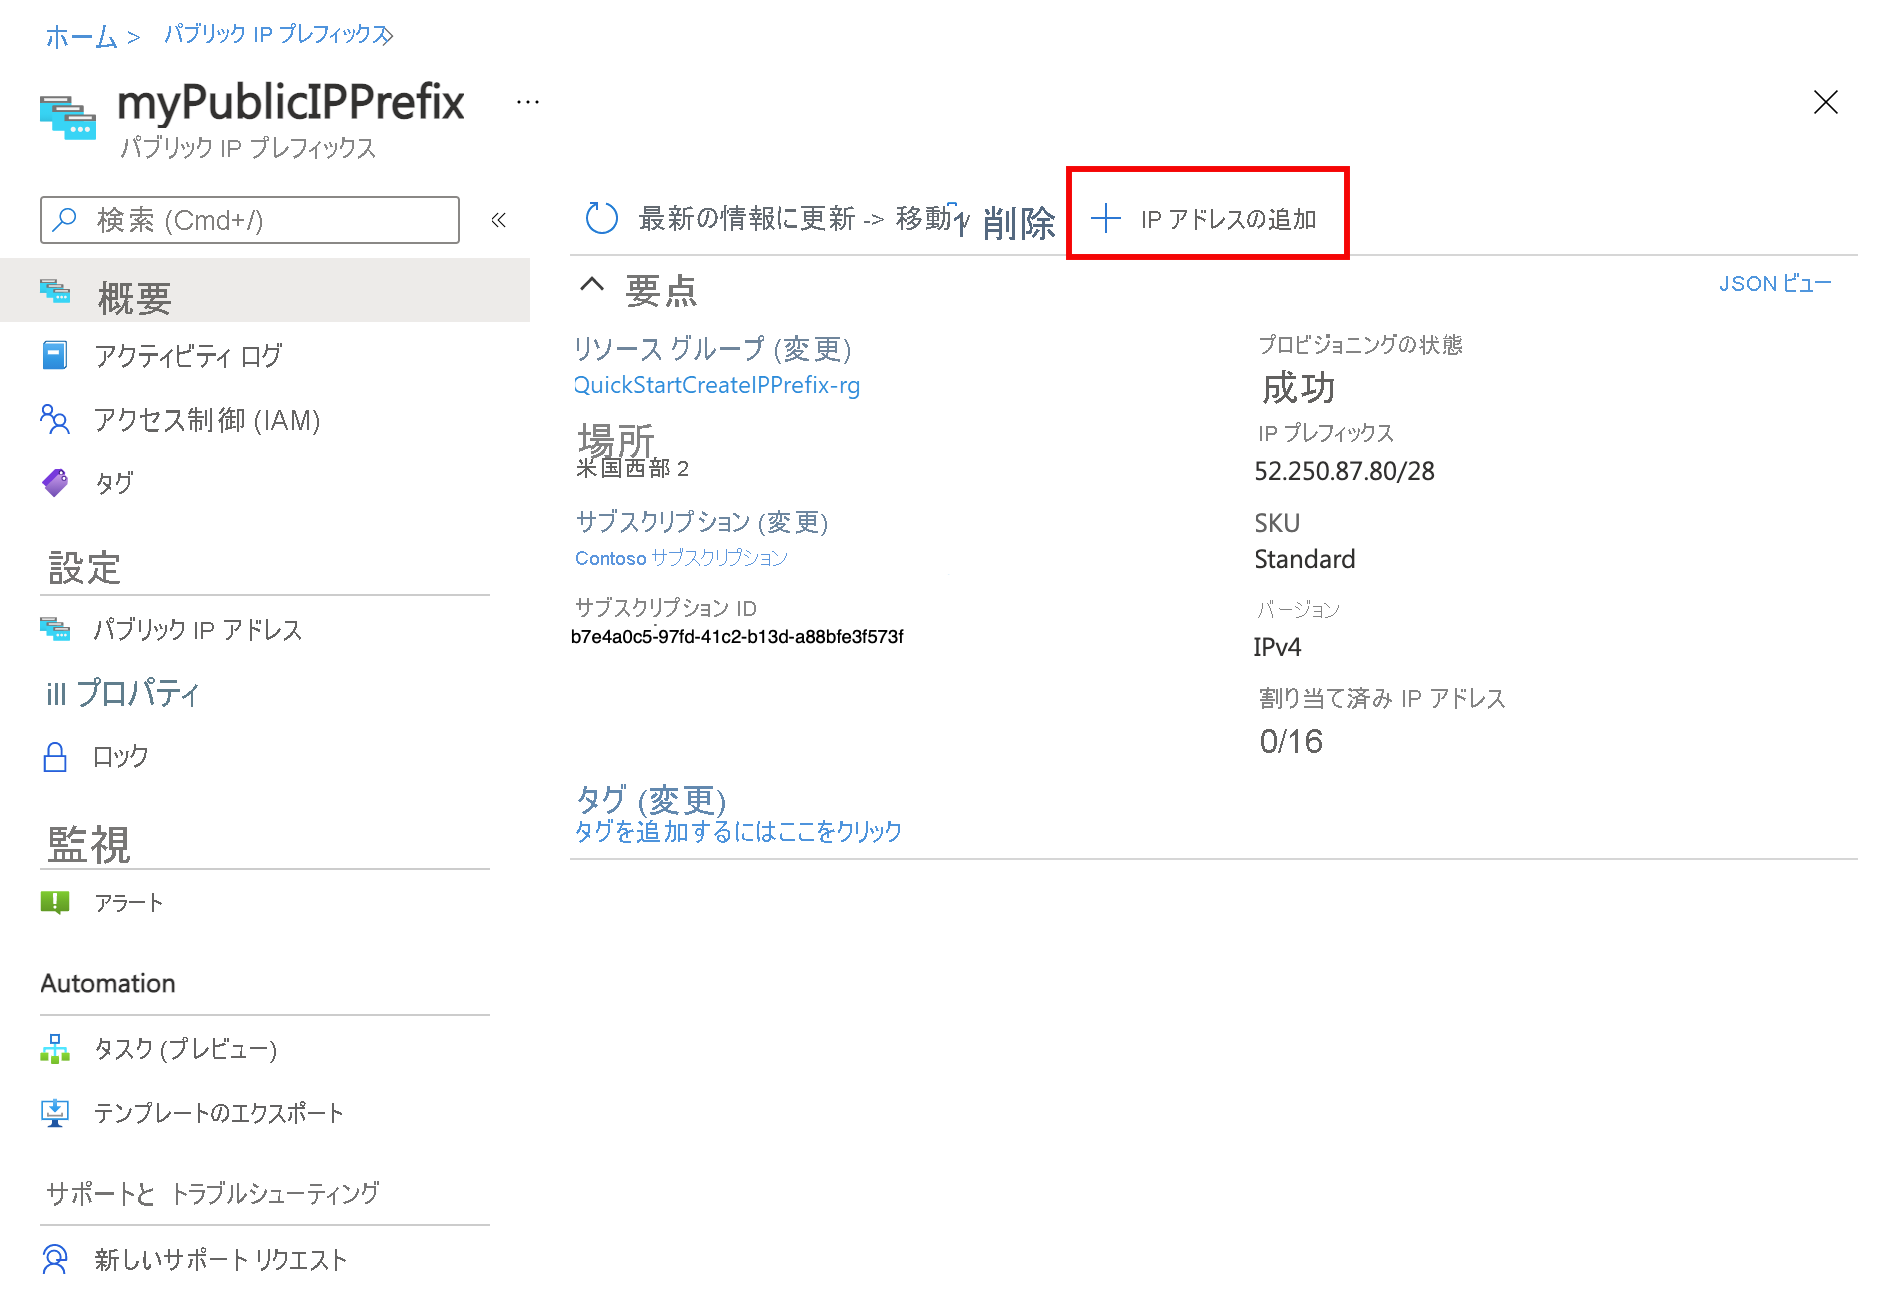 ホーム > パブリック IP プレフィックス>
myPublicIPPrefix ...
パブリック IP プレフィックス
検索 (Cmd+/) «
概要
アクティビティ ログ
アクセス制御 (IAM)
タグ
設定
パブリック IP アドレス
ill プロパティ
ロック
監視
アラート
Automation
タスク (プレビュー)
テンプレートのエクスポート
サポートと トラブルシューティング
新しいサポート リクエスト
最新の情報に更新 -> 移動 削除 IP アドレスの追加
要点
JSON ビュー
リソース グループ (変更)
QuickStartCreateIPPrefix-rg
場所
米国西部 2
サブスクリプション (変更)
Contoso サブスクリプション
サブスクリプション ID
b7e4a0c5-97fd-41c2-b13d-a88bfe3f573f
プロビジョニングの状態
成功
IP プレフィックス
52.250.87.80/28
SKU
Standard
バージョン
IPv4
割り当て済み IP アドレス
0/16
タグ (変更)
タグを追加するにはここをクリック